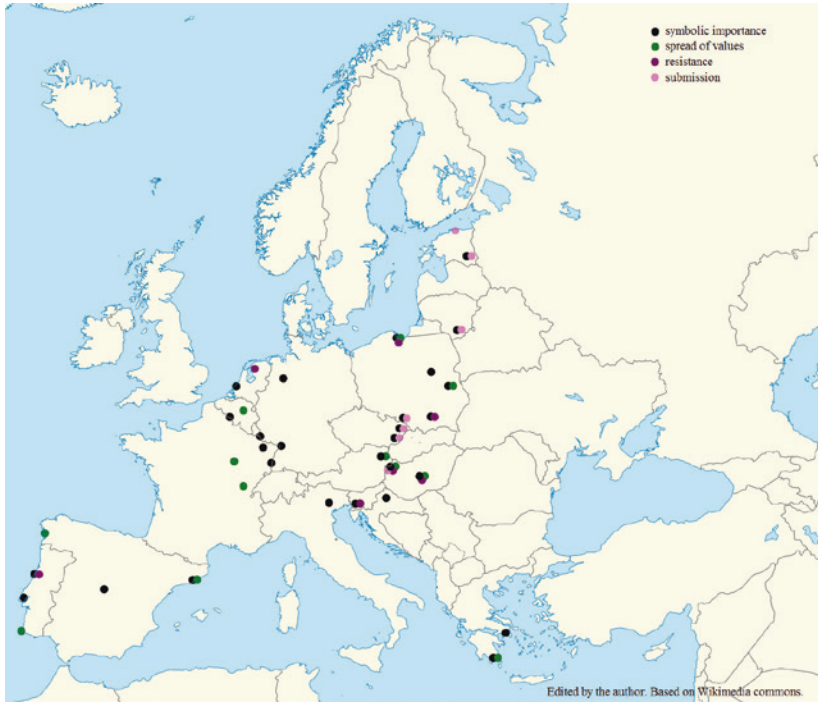 symbolic importance
spread of values
resistance
submission
Edited by the author. Based on Wikimedia commons.